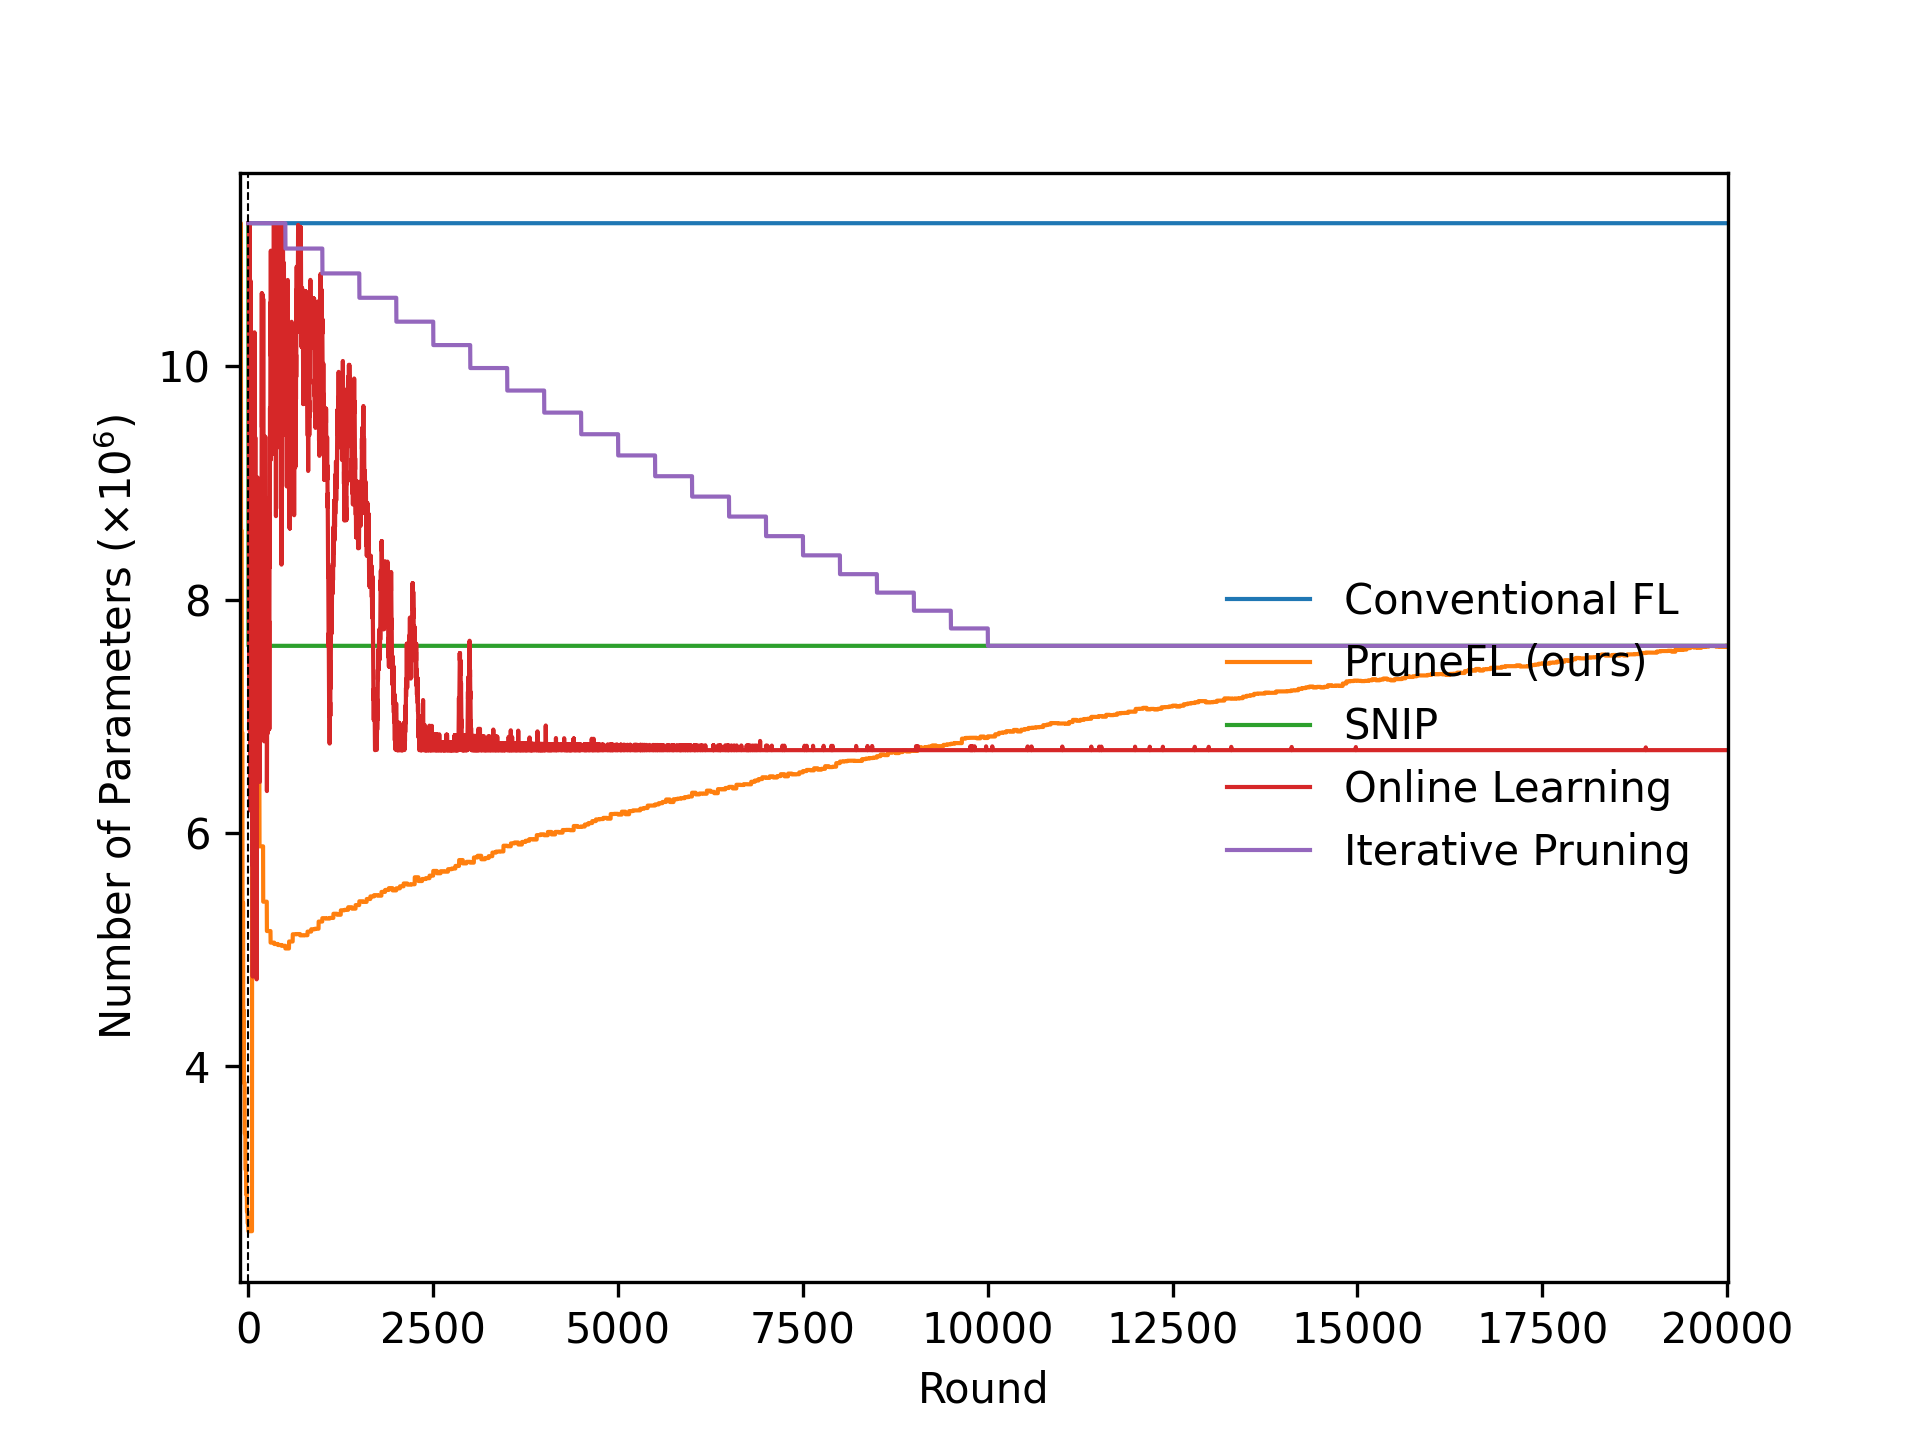 Number of Parameters (×10⁶)
10
8
6
4
Conventional FL
PruneFL (ours)
SNIP
Online Learning
Iterative Pruning
0 2500 5000 7500 10000 12500 15000 17500 20000
Round